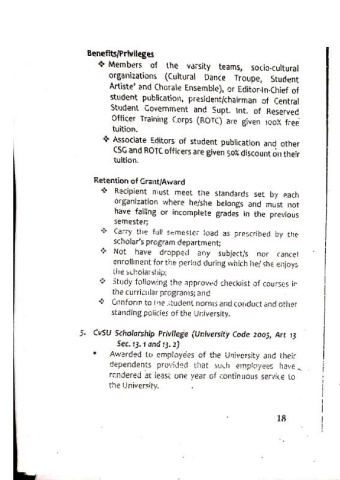 Benefits/Privileges
❖ Members of the varsity teams, socio-cultural
organizations (Cultural Dance Troupe, Student
Artiste' and Chorale Ensemble), or Editor-In-Chief of
student publication, president/chairman of Central
Student Government and Supt. Int. of Reserved
Officer Training Corps (ROTC) are given 100% free
tuition.
❖ Associate Editors of student publication and other
CSG and ROTC officers are given 50% discount on their
tuition.
Retention of Grant/Award
❖ Recipient must meet the standards set by each
organization where he/she belongs and must not
have failing or incomplete grades in the previous
semester;
❖ Carry the full semester load as prescribed by the
scholar's program department;
❖ Not have dropped any subject/s nor cancel
enrollment for the period during which he/ she enjoys
the scholarship;
❖ Study following the approved checklist of courses in
the curricular programs; and
❖ Conform to the student norms and conduct and other
standing policies of the University.
5. CvSU Scholarship Privilege (University Code 2005, Art 13
Sec. 13. 1 and 13. 2)
• Awarded to employees of the University and their
dependents provided that such employees have
rendered at least one year of continuous service to
the University.
18